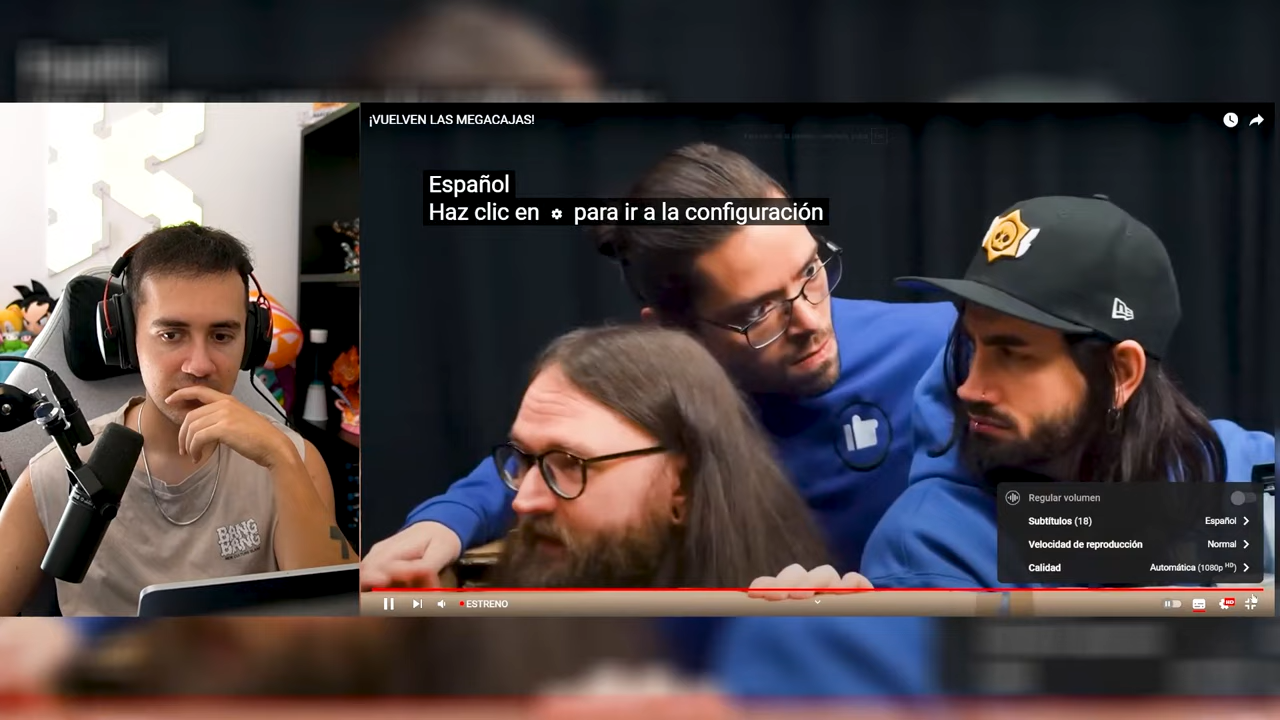 ¡VUELVEN LAS MEGACAJAS!
Español
Haz clic en para ir a la configuración
BANG
BANG
Regular volumen
Subtítulos (18) Español
Velocidad de reproducción Normal
Calidad Automática (1080p HD)
ESTRENO
HD